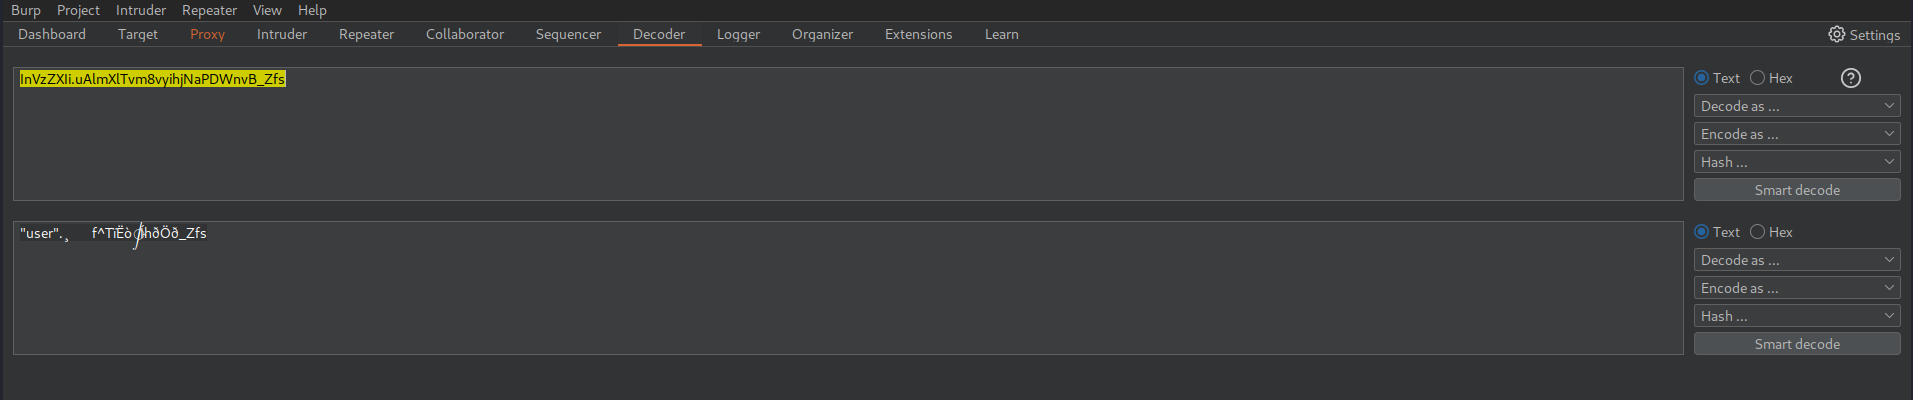 Burp Project Intruder Repeater View Help
Dashboard Target Proxy Intruder Repeater Collaborator Sequencer Decoder Logger Organizer Extensions Learn Settings
InVzZXIi.uAlmXlTvm8vyihjNaPDWnvB_Zfs
Text Hex ?
Decode as ...
Encode as ...
Hash ...
Smart decode
"user".¸ f^TïËò hðÖð_Zfs
Text Hex
Decode as ...
Encode as ...
Hash ...
Smart decode